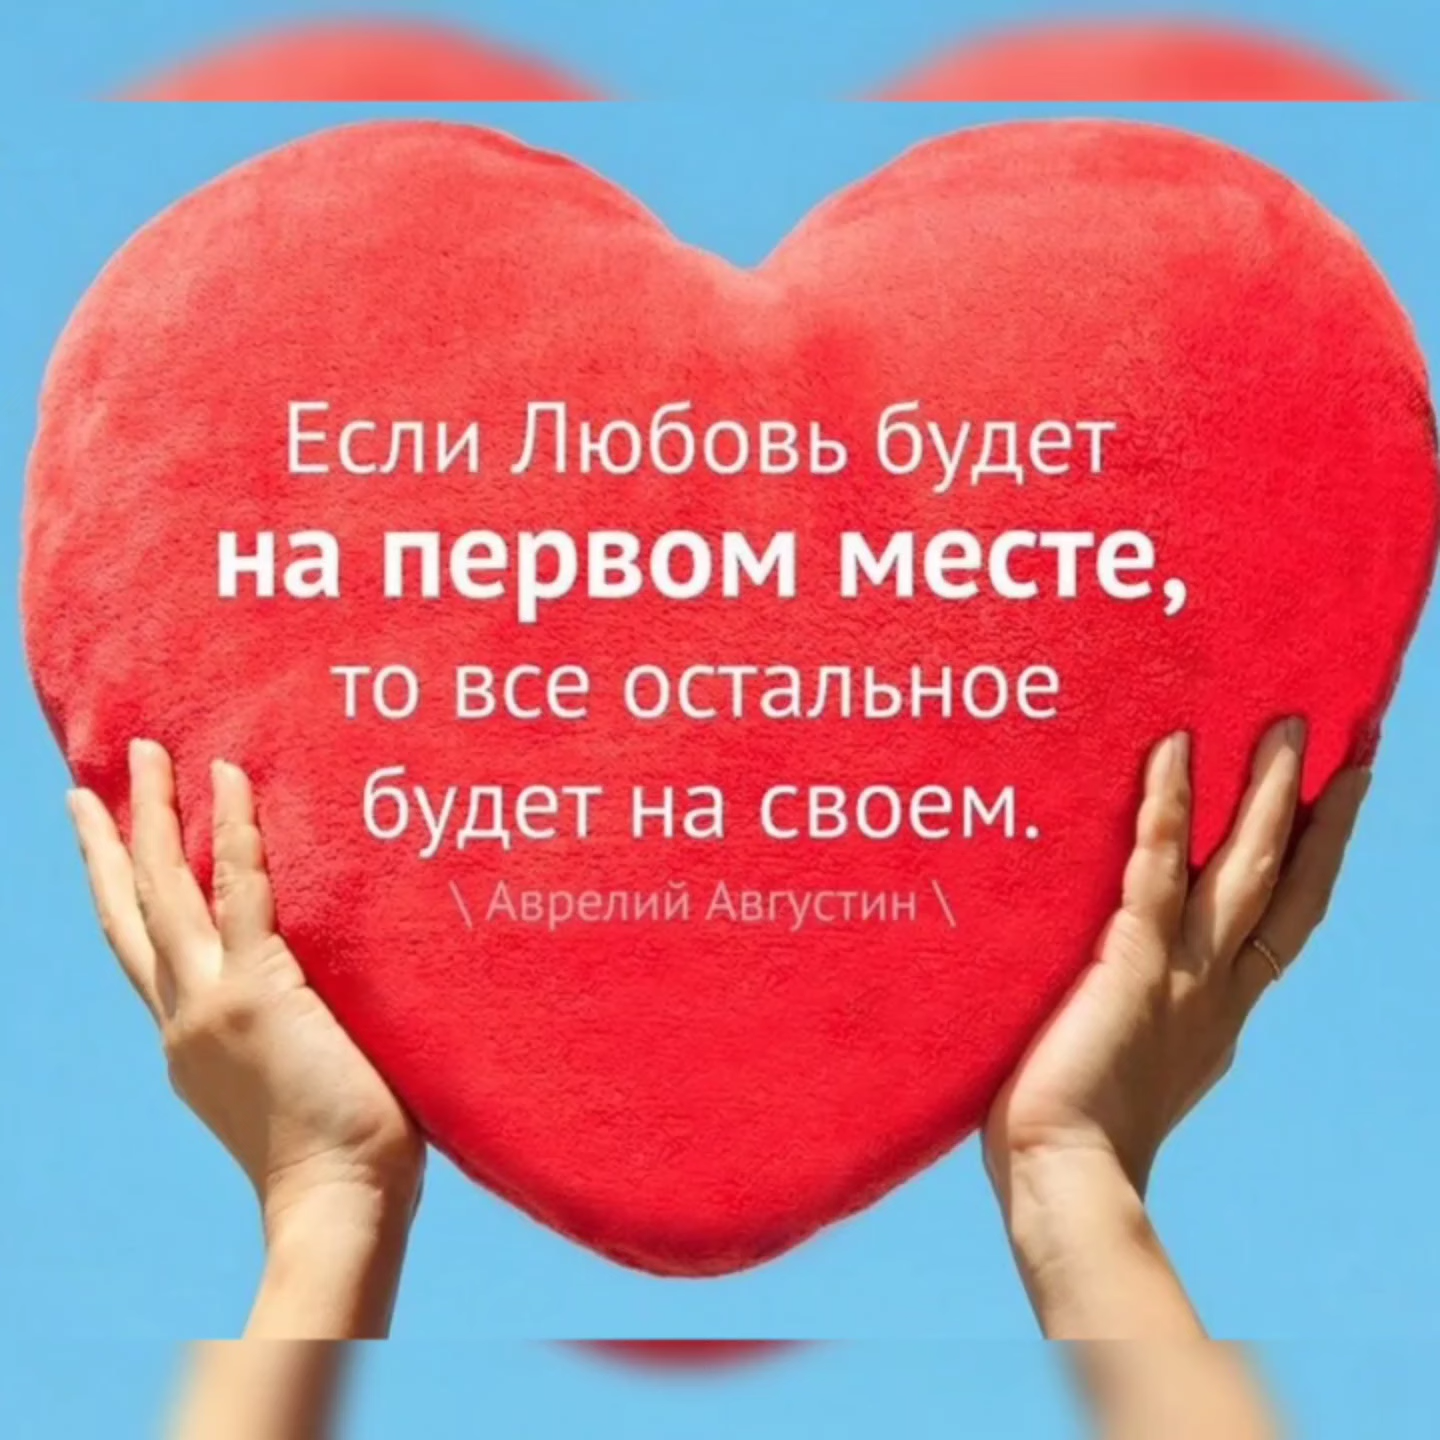 Если Любовь будет
на первом месте,
то все остальное
будет на своем.
\ Аврелий Августин \